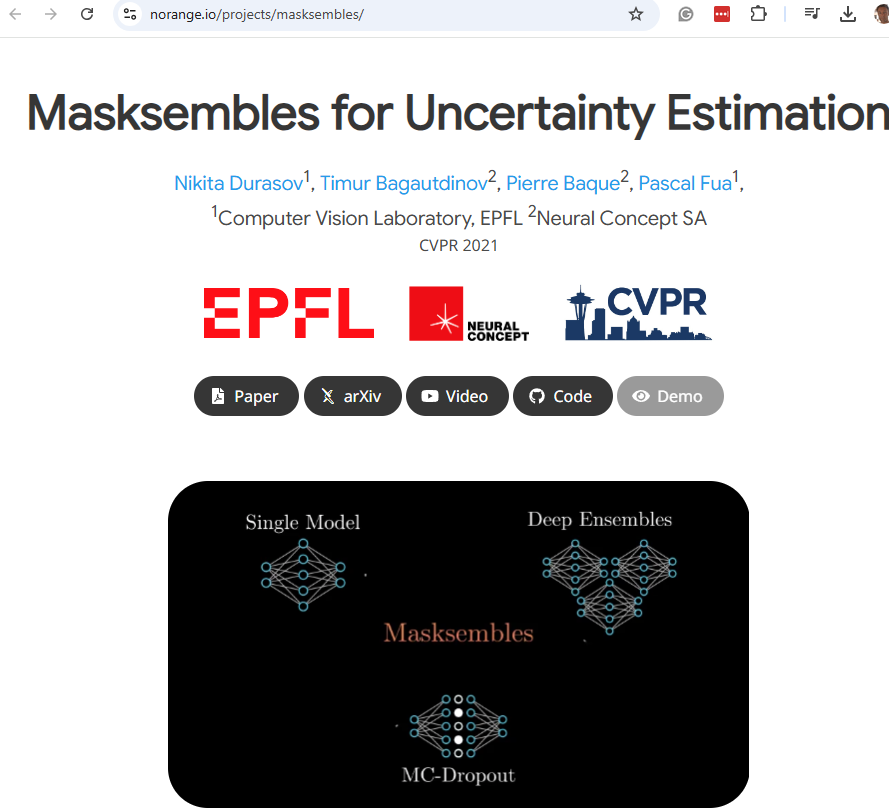 norange.io/projects/masksembles/
Masksembles for Uncertainty Estimation
Nikita Durasov1, Timur Bagautdinov2, Pierre Baque2, Pascal Fua1,
1Computer Vision Laboratory, EPFL 2Neural Concept SA
CVPR 2021
EPFL NEURAL CONCEPT CVPR
Paper arXiv Video Code Demo
Single Model Deep Ensembles
Masksembles
MC-Dropout